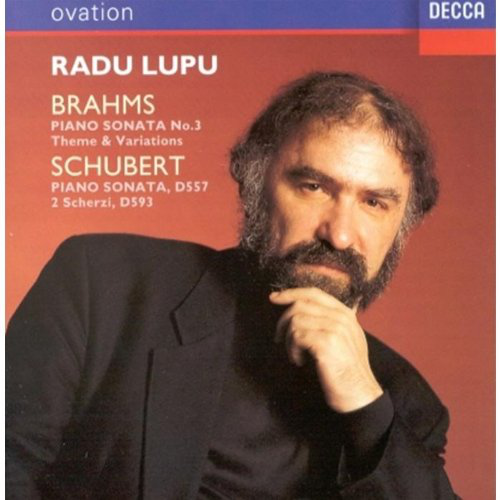 ovation
DECCA
RADU LUPU
BRAHMS
PIANO SONATA No.3
Theme & Variations
SCHUBERT
PIANO SONATA, D557
2 Scherzi, D593